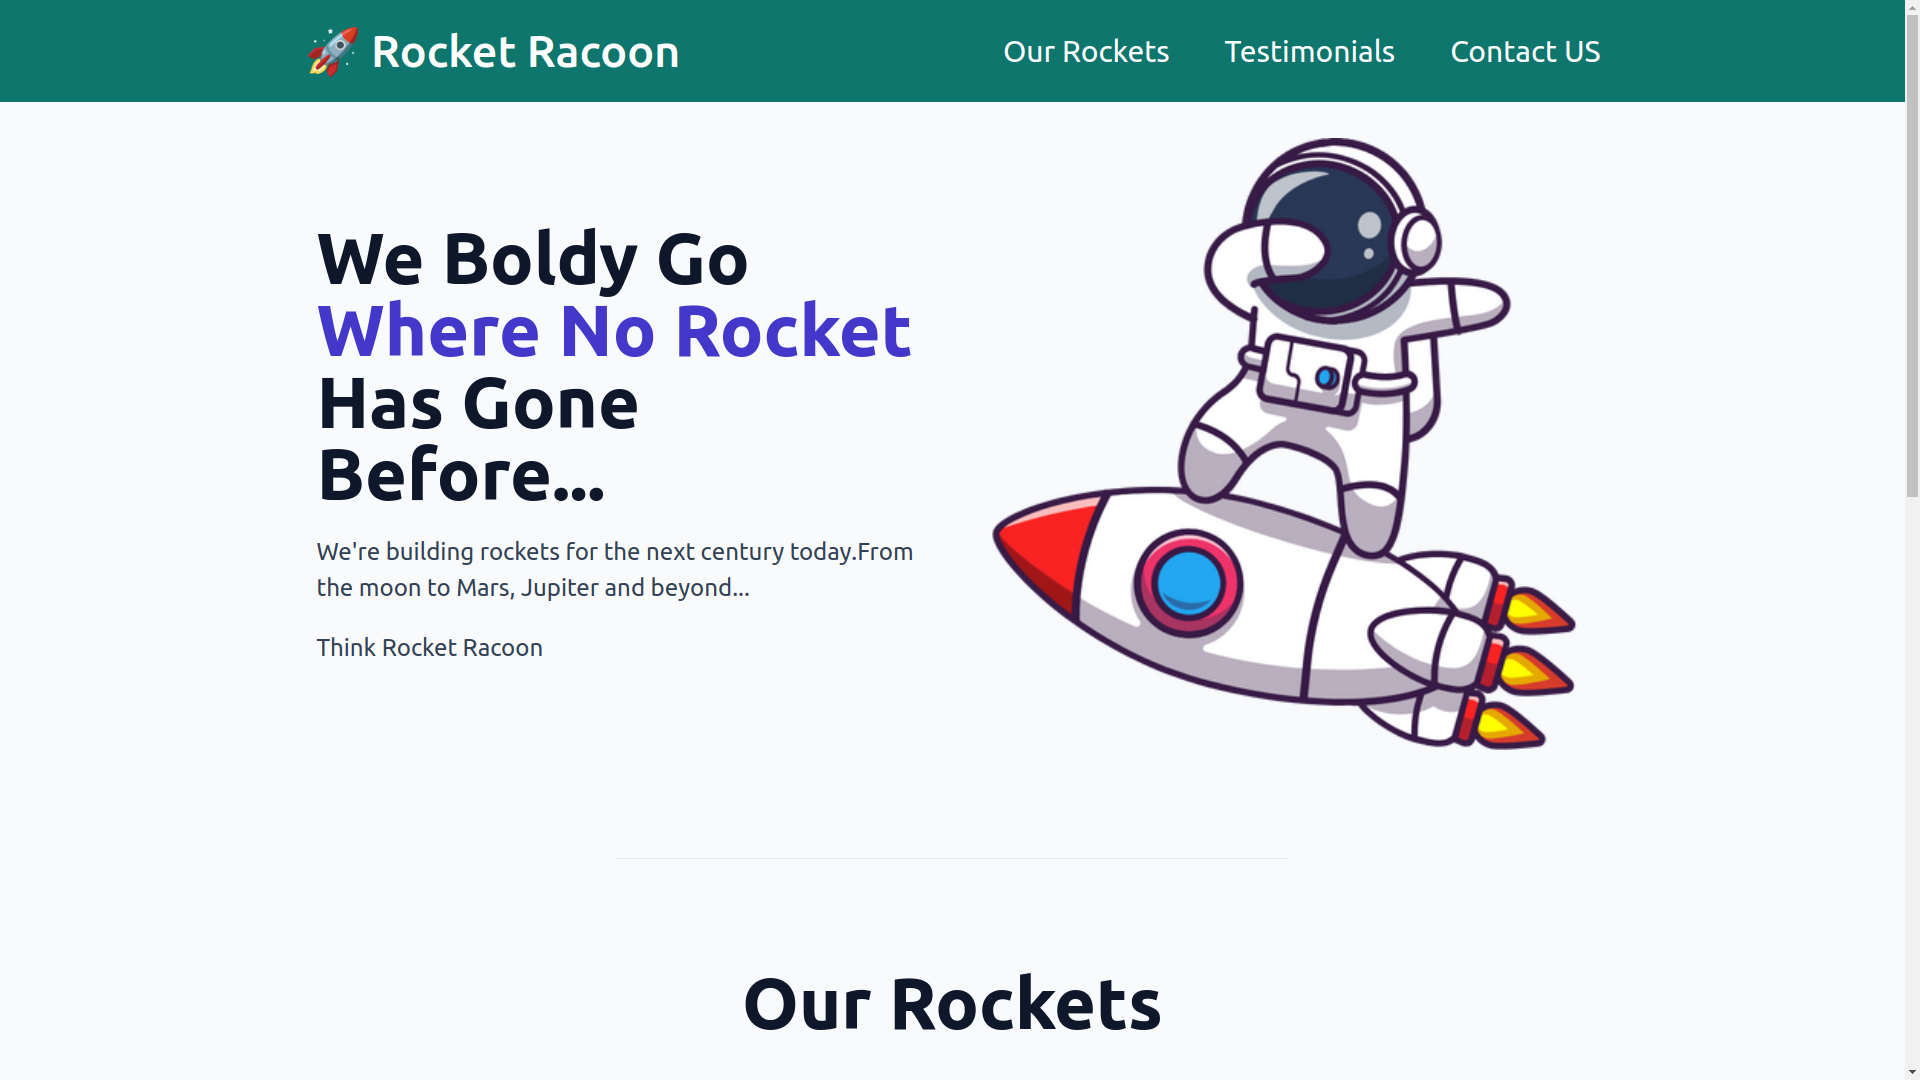 🚀 Rocket Racoon
Our Rockets
Testimonials
Contact US
We Boldy Go
Where No Rocket
Has Gone
Before...
We're building rockets for the next century today.From
the moon to Mars, Jupiter and beyond...
Think Rocket Racoon
Our Rockets